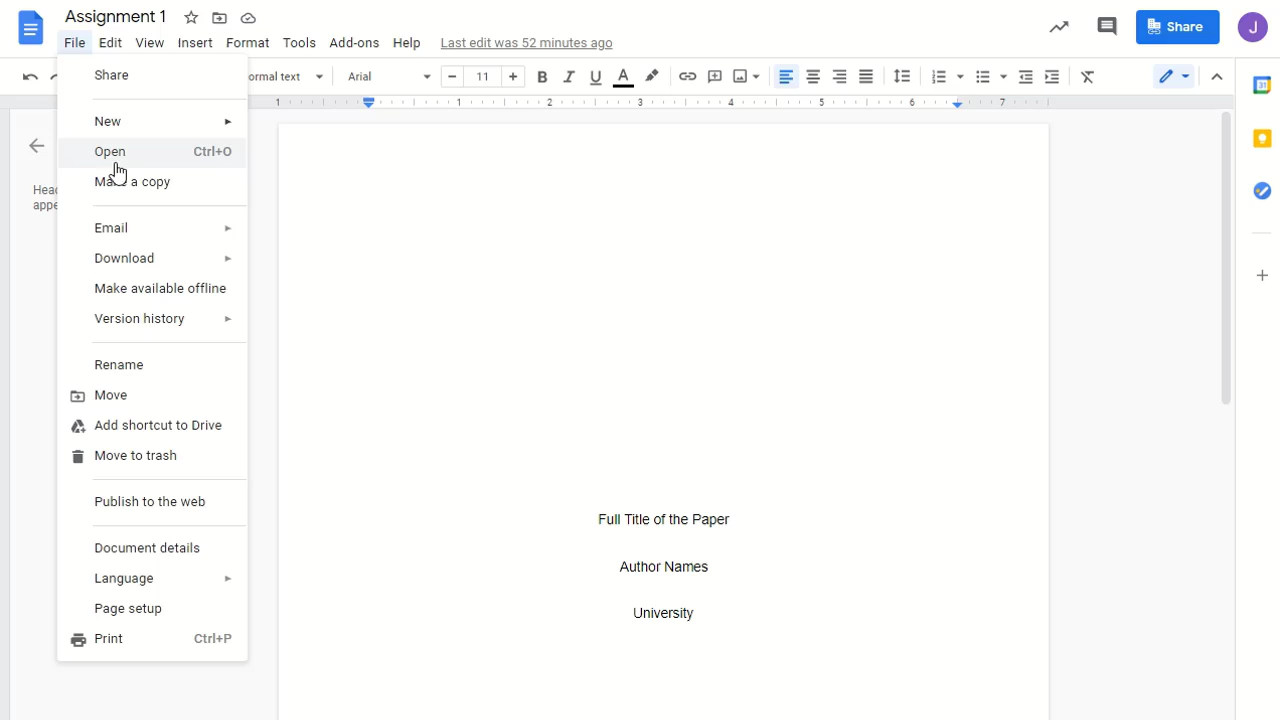 Assignment 1
File Edit View Insert Format Tools Add-ons Help Last edit was 52 minutes ago
Share
J
ormal text Arial 11
1 1 2 3 4 5 6 7
31
Share
New
Open Ctrl+O
Make a copy
Head
appe
Email
Download
Make available offline
Version history
Rename
Move
Add shortcut to Drive
Move to trash
Publish to the web
Document details
Language
Page setup
Print Ctrl+P
Full Title of the Paper
Author Names
University